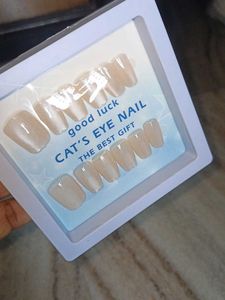 good luck
CAT'S EYE NAIL
THE BEST GIFT